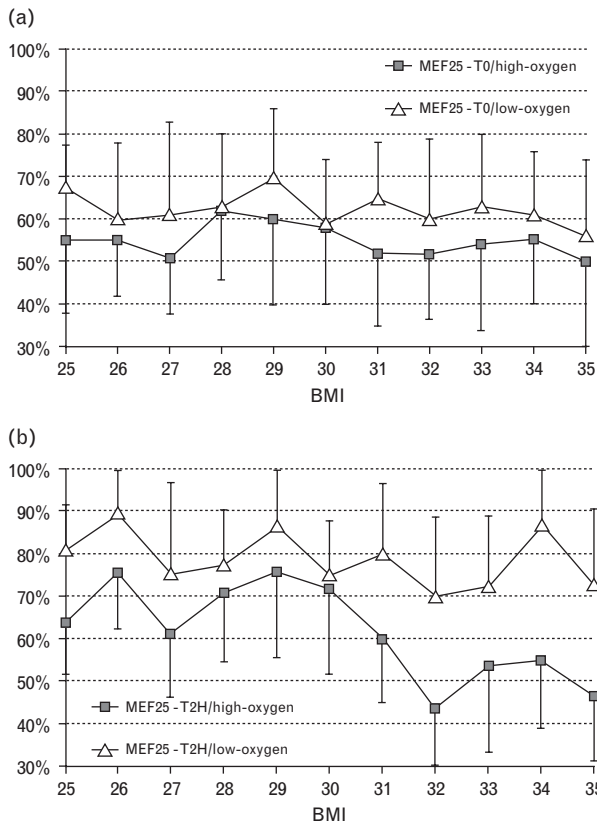 (a)
100%
MEF25 - T0/high-oxygen
90%
MEF25 - T0/low-oxygen
80%
70%
60%
50%
40%
30%
25 26 27 28 29 30 31 32 33 34 35
BMI
(b)
100%
90%
80%
70%
60%
50%
MEF25 - T2H/high-oxygen
40%
MEF25 - T2H/low-oxygen
30%
25 26 27 28 29 30 31 32 33 34 35
BMI